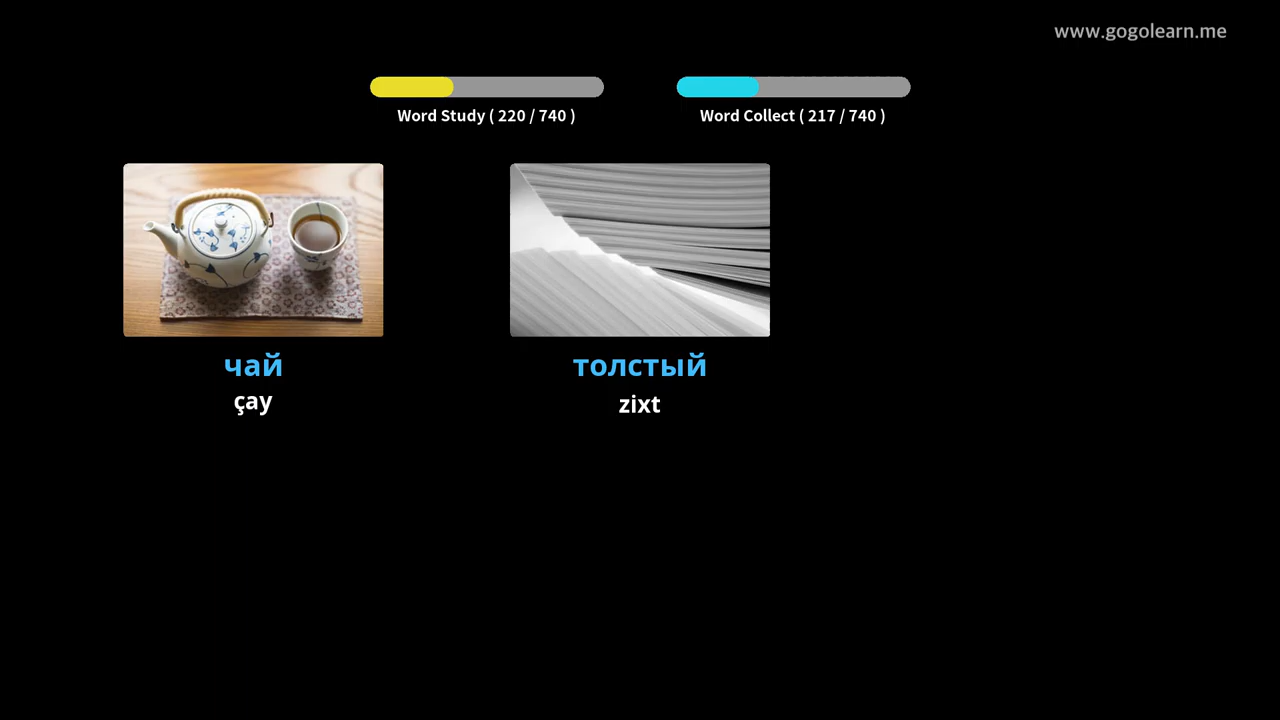 www.gogolearn.me
Word Study ( 220 / 740 )
Word Collect ( 217 / 740 )
чай
çay
толстый
zixt